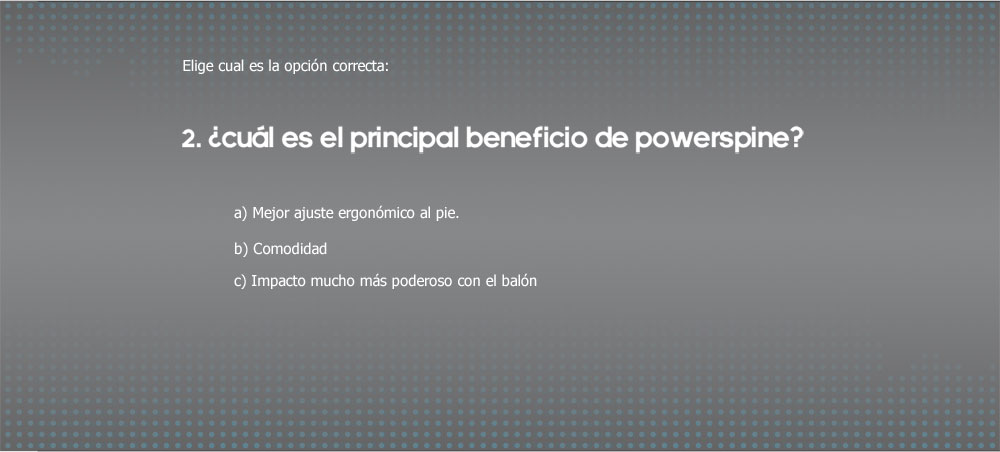 Elige cual es la opción correcta:
2. ¿cuál es el principal beneficio de powerspine?
a) Mejor ajuste ergonómico al pie.
b) Comodidad
c) Impacto mucho más poderoso con el balón